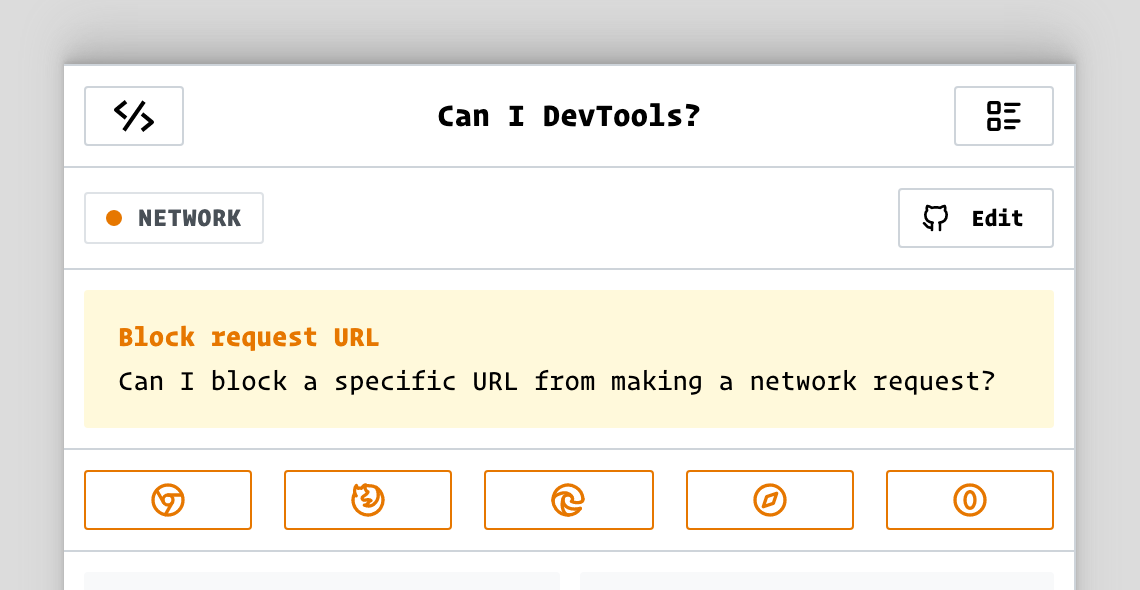 Can I DevTools?
NETWORK
Edit
Block request URL
Can I block a specific URL from making a network request?